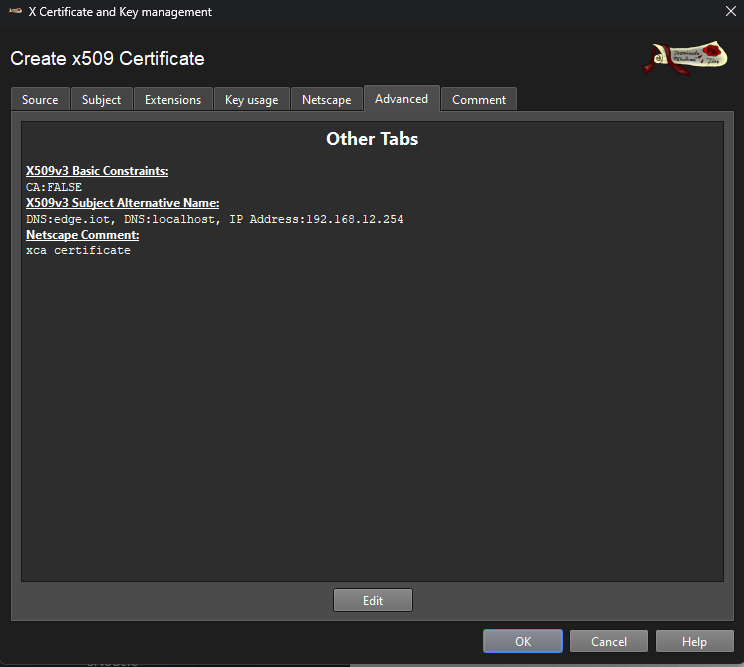 X Certificate and Key management
Create x509 Certificate
Source Subject Extensions Key usage Netscape Advanced Comment
Other Tabs
X509v3 Basic Constraints:
CA:FALSE
X509v3 Subject Alternative Name:
DNS:edge.iot, DNS:localhost, IP Address:192.168.12.254
Netscape Comment:
xca certificate
Edit
OK Cancel Help